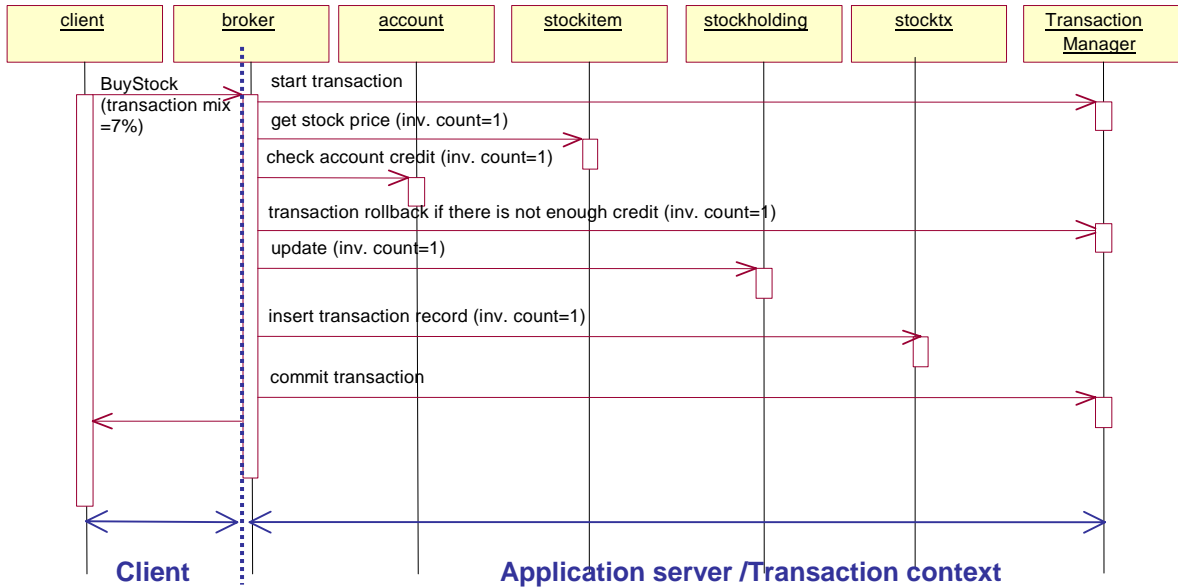 client
broker
account
stockitem
stockholding
stocktx
Transaction
Manager
BuyStock
(transaction mix
=7%)
start transaction
get stock price (inv. count=1)
check account credit (inv. count=1)
transaction rollback if there is not enough credit (inv. count=1)
update (inv. count=1)
insert transaction record (inv. count=1)
commit transaction
Client
Application server /Transaction context